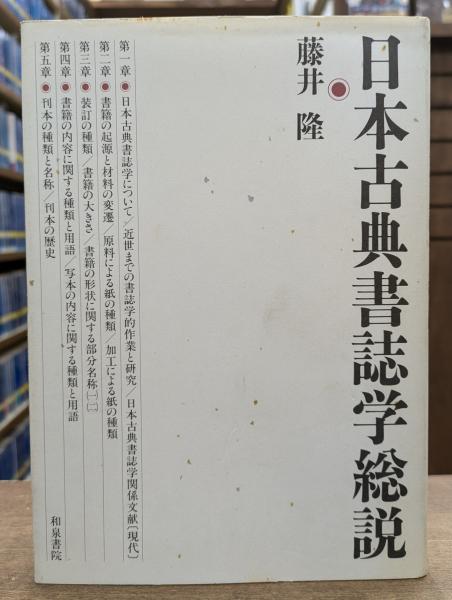 日本古典書誌学総説
藤井 隆
第一章●日本古典書誌学について/近世までの書誌学的作業と研究/日本古典書誌学関係文献〔現代〕
第二章●書籍の起源と材料の変遷/原料による紙の種類/加工による紙の種類
第三章●装訂の種類/書籍の大きさ/書籍の形状に関する部分名称(一)(二)
第四章●書籍の内容に関する種類と用語/写本の内容に関する種類と用語
第五章●刊本の種類と名称/刊本の歴史
和泉書院